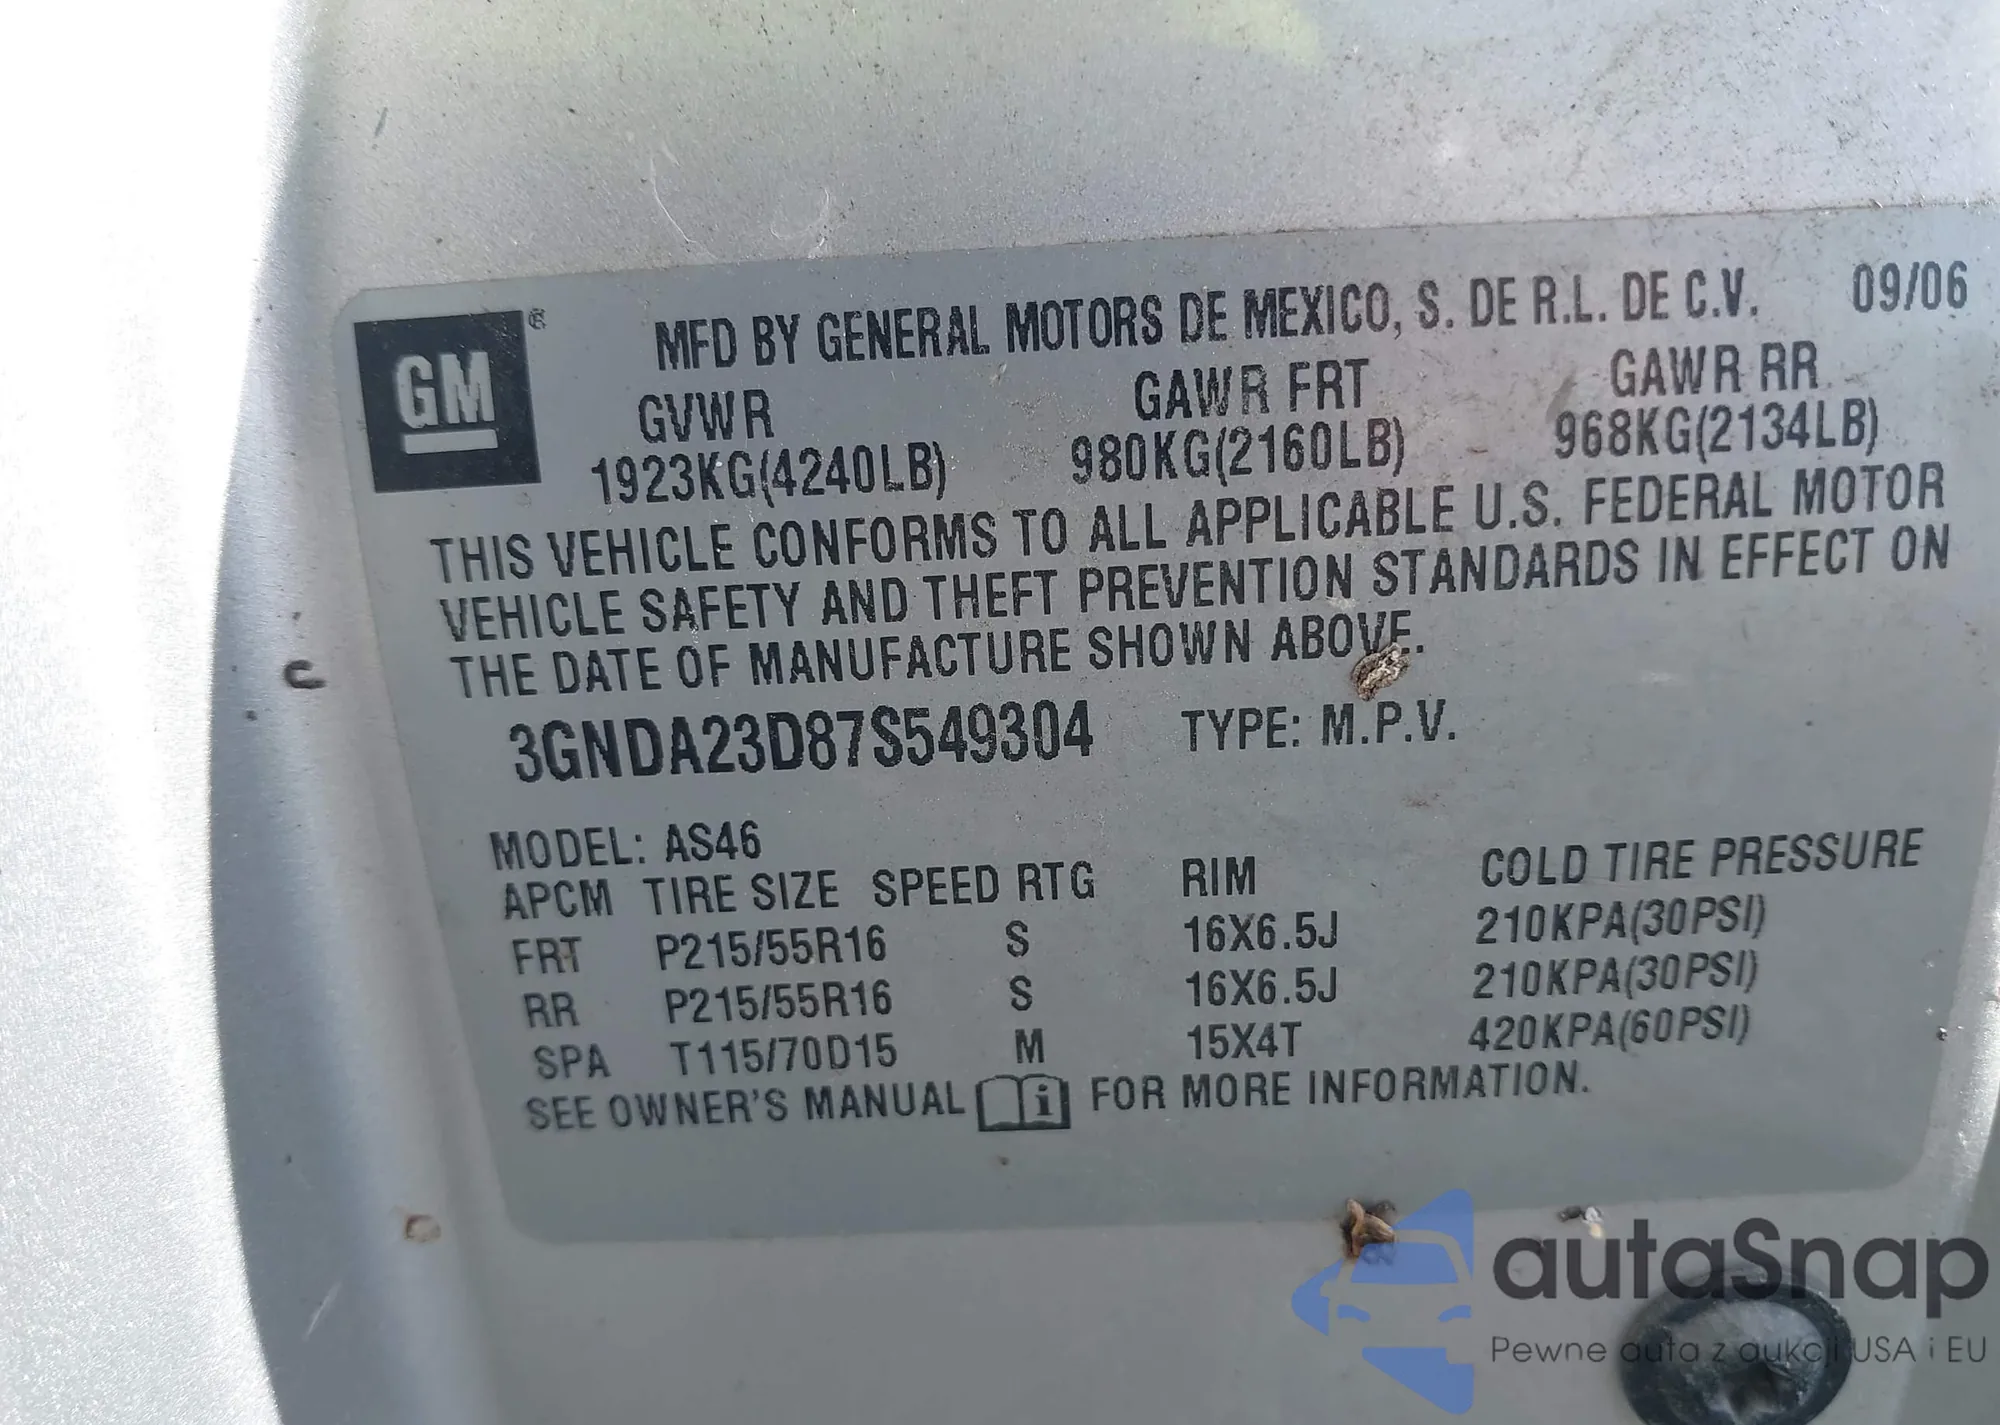 GM ®
MFD BY GENERAL MOTORS DE MEXICO, S. DE R.L. DE C.V. 09/06
GVWR GAWR FRT GAWR RR
1923KG(4240LB) 980KG(2160LB) 968KG(2134LB)
THIS VEHICLE CONFORMS TO ALL APPLICABLE U.S. FEDERAL MOTOR
VEHICLE SAFETY AND THEFT PREVENTION STANDARDS IN EFFECT ON
THE DATE OF MANUFACTURE SHOWN ABOVE.
3GNDA23D87S549304 TYPE: M.P.V.
MODEL: AS46
APCM TIRE SIZE SPEED RTG RIM COLD TIRE PRESSURE
FRT P215/55R16 S 16X6.5J 210KPA(30PSI)
RR P215/55R16 S 16X6.5J 210KPA(30PSI)
SPA T115/70D15 M 15X4T 420KPA(60PSI)
SEE OWNER'S MANUAL i FOR MORE INFORMATION.
autaSnap
Pewne auta z aukcji USA i EU